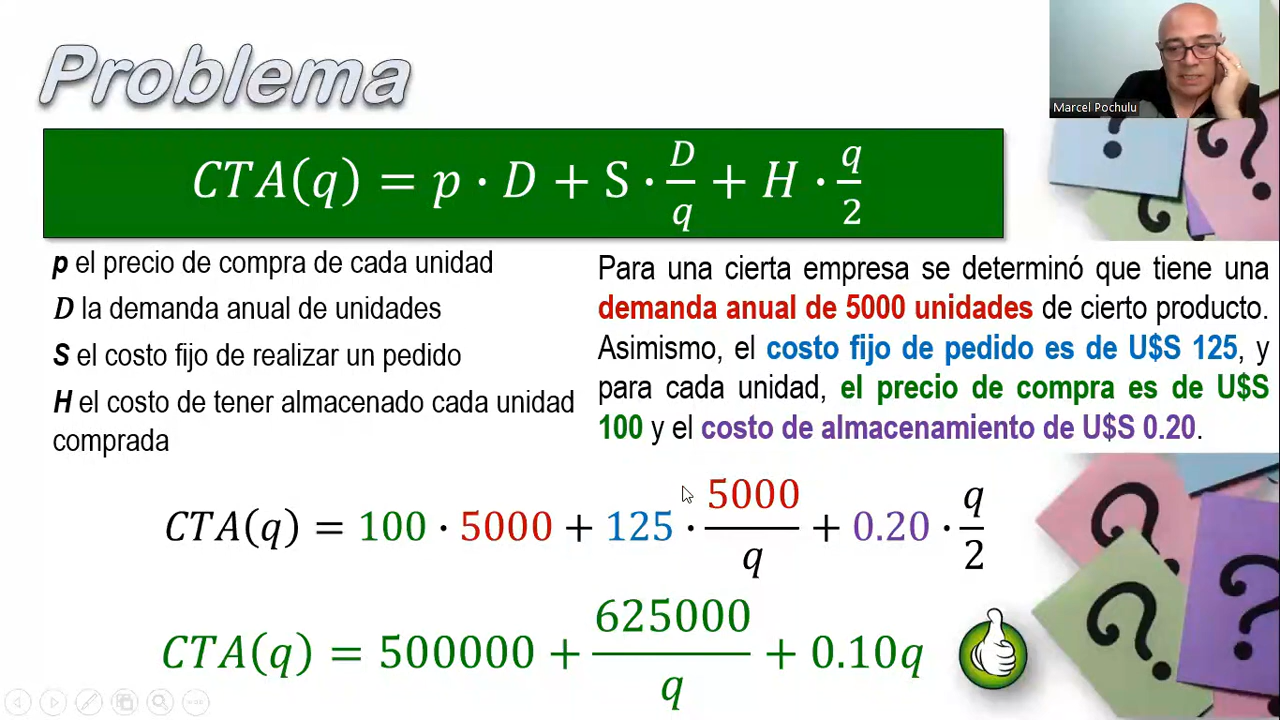 Problema
Marcel Pochulu
CTA(q) = p · D + S · D/q + H · q/2
p el precio de compra de cada unidad
D la demanda anual de unidades
S el costo fijo de realizar un pedido
H el costo de tener almacenado cada unidad
comprada
Para una cierta empresa se determinó que tiene una
demanda anual de 5000 unidades de cierto producto.
Asimismo, el costo fijo de pedido es de U$S 125, y
para cada unidad, el precio de compra es de U$S
100 y el costo de almacenamiento de U$S 0.20.
CTA(q) = 100 · 5000 + 125 · 5000/q + 0.20 · q/2
CTA(q) = 500000 + 625000/q + 0.10q